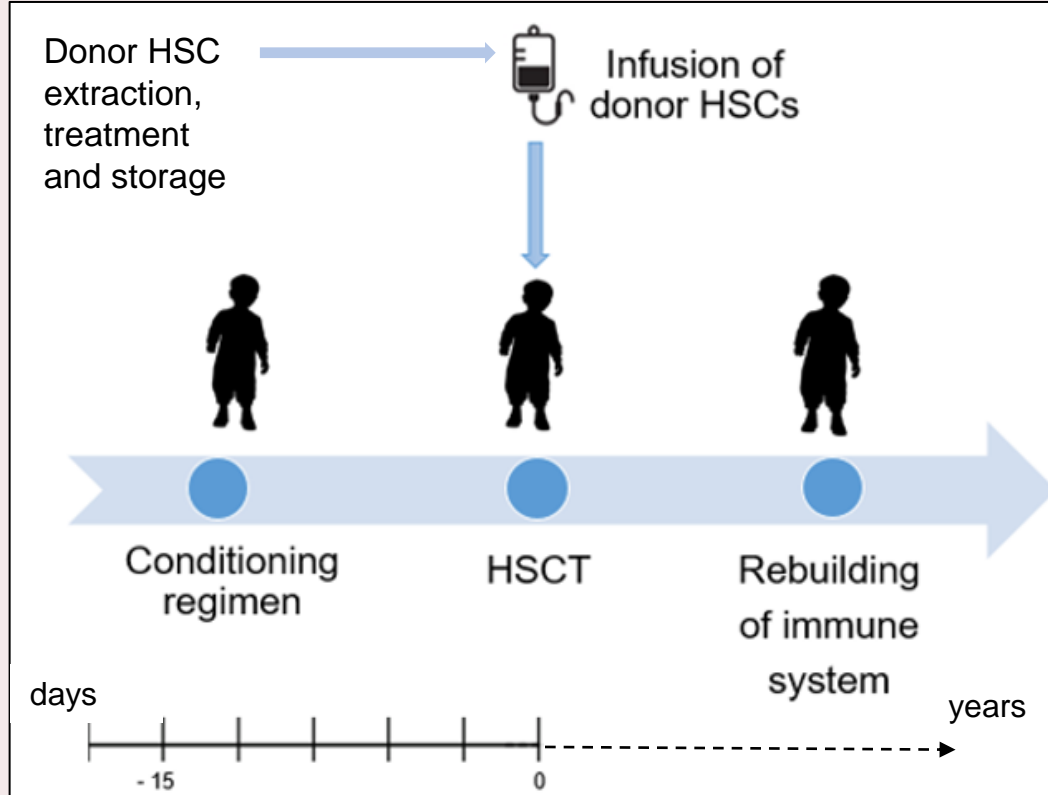 Donor HSC
extraction,
treatment
and storage
Infusion of
donor HSCs
Conditioning
regimen
HSCT
Rebuilding
of immune
system
days
years
- 15
0